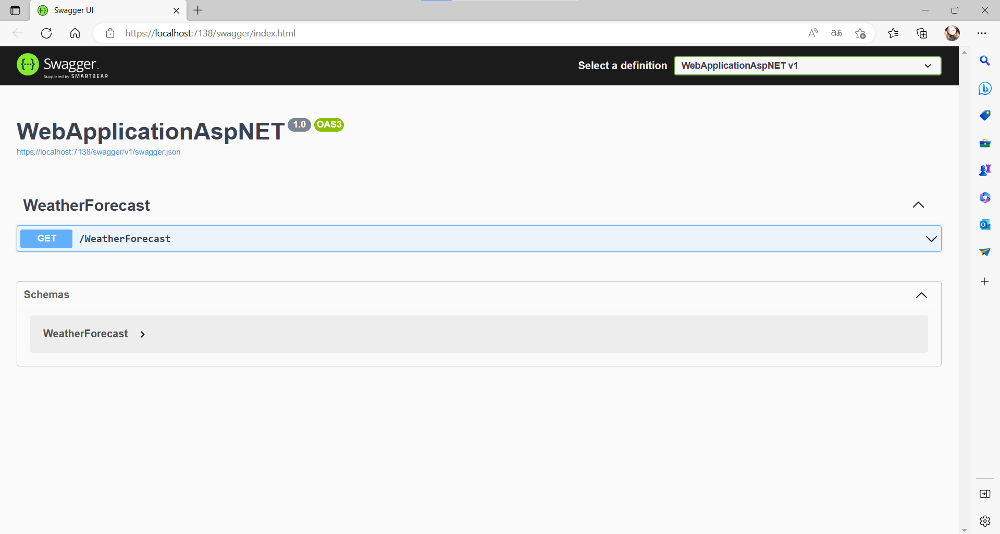 Swagger UI
https://localhost:7138/swagger/index.html
Swagger™
Supported by SMARTBEAR
Select a definition
WebApplicationAspNET v1
WebApplicationAspNET 1.0 OAS3
https://localhost:7138/swagger/v1/swagger.json
WeatherForecast
GET /WeatherForecast
Schemas
WeatherForecast